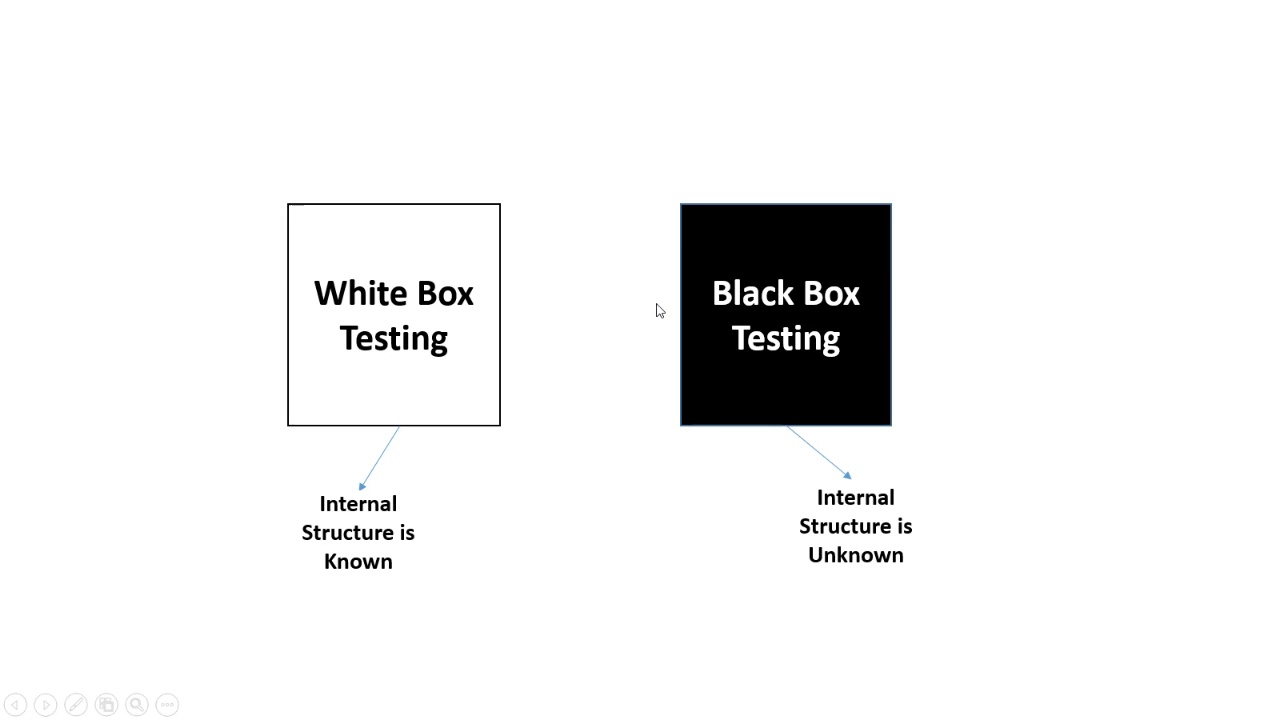 White Box
Testing
Black Box
Testing
Internal
Structure is
Known
Internal
Structure is
Unknown